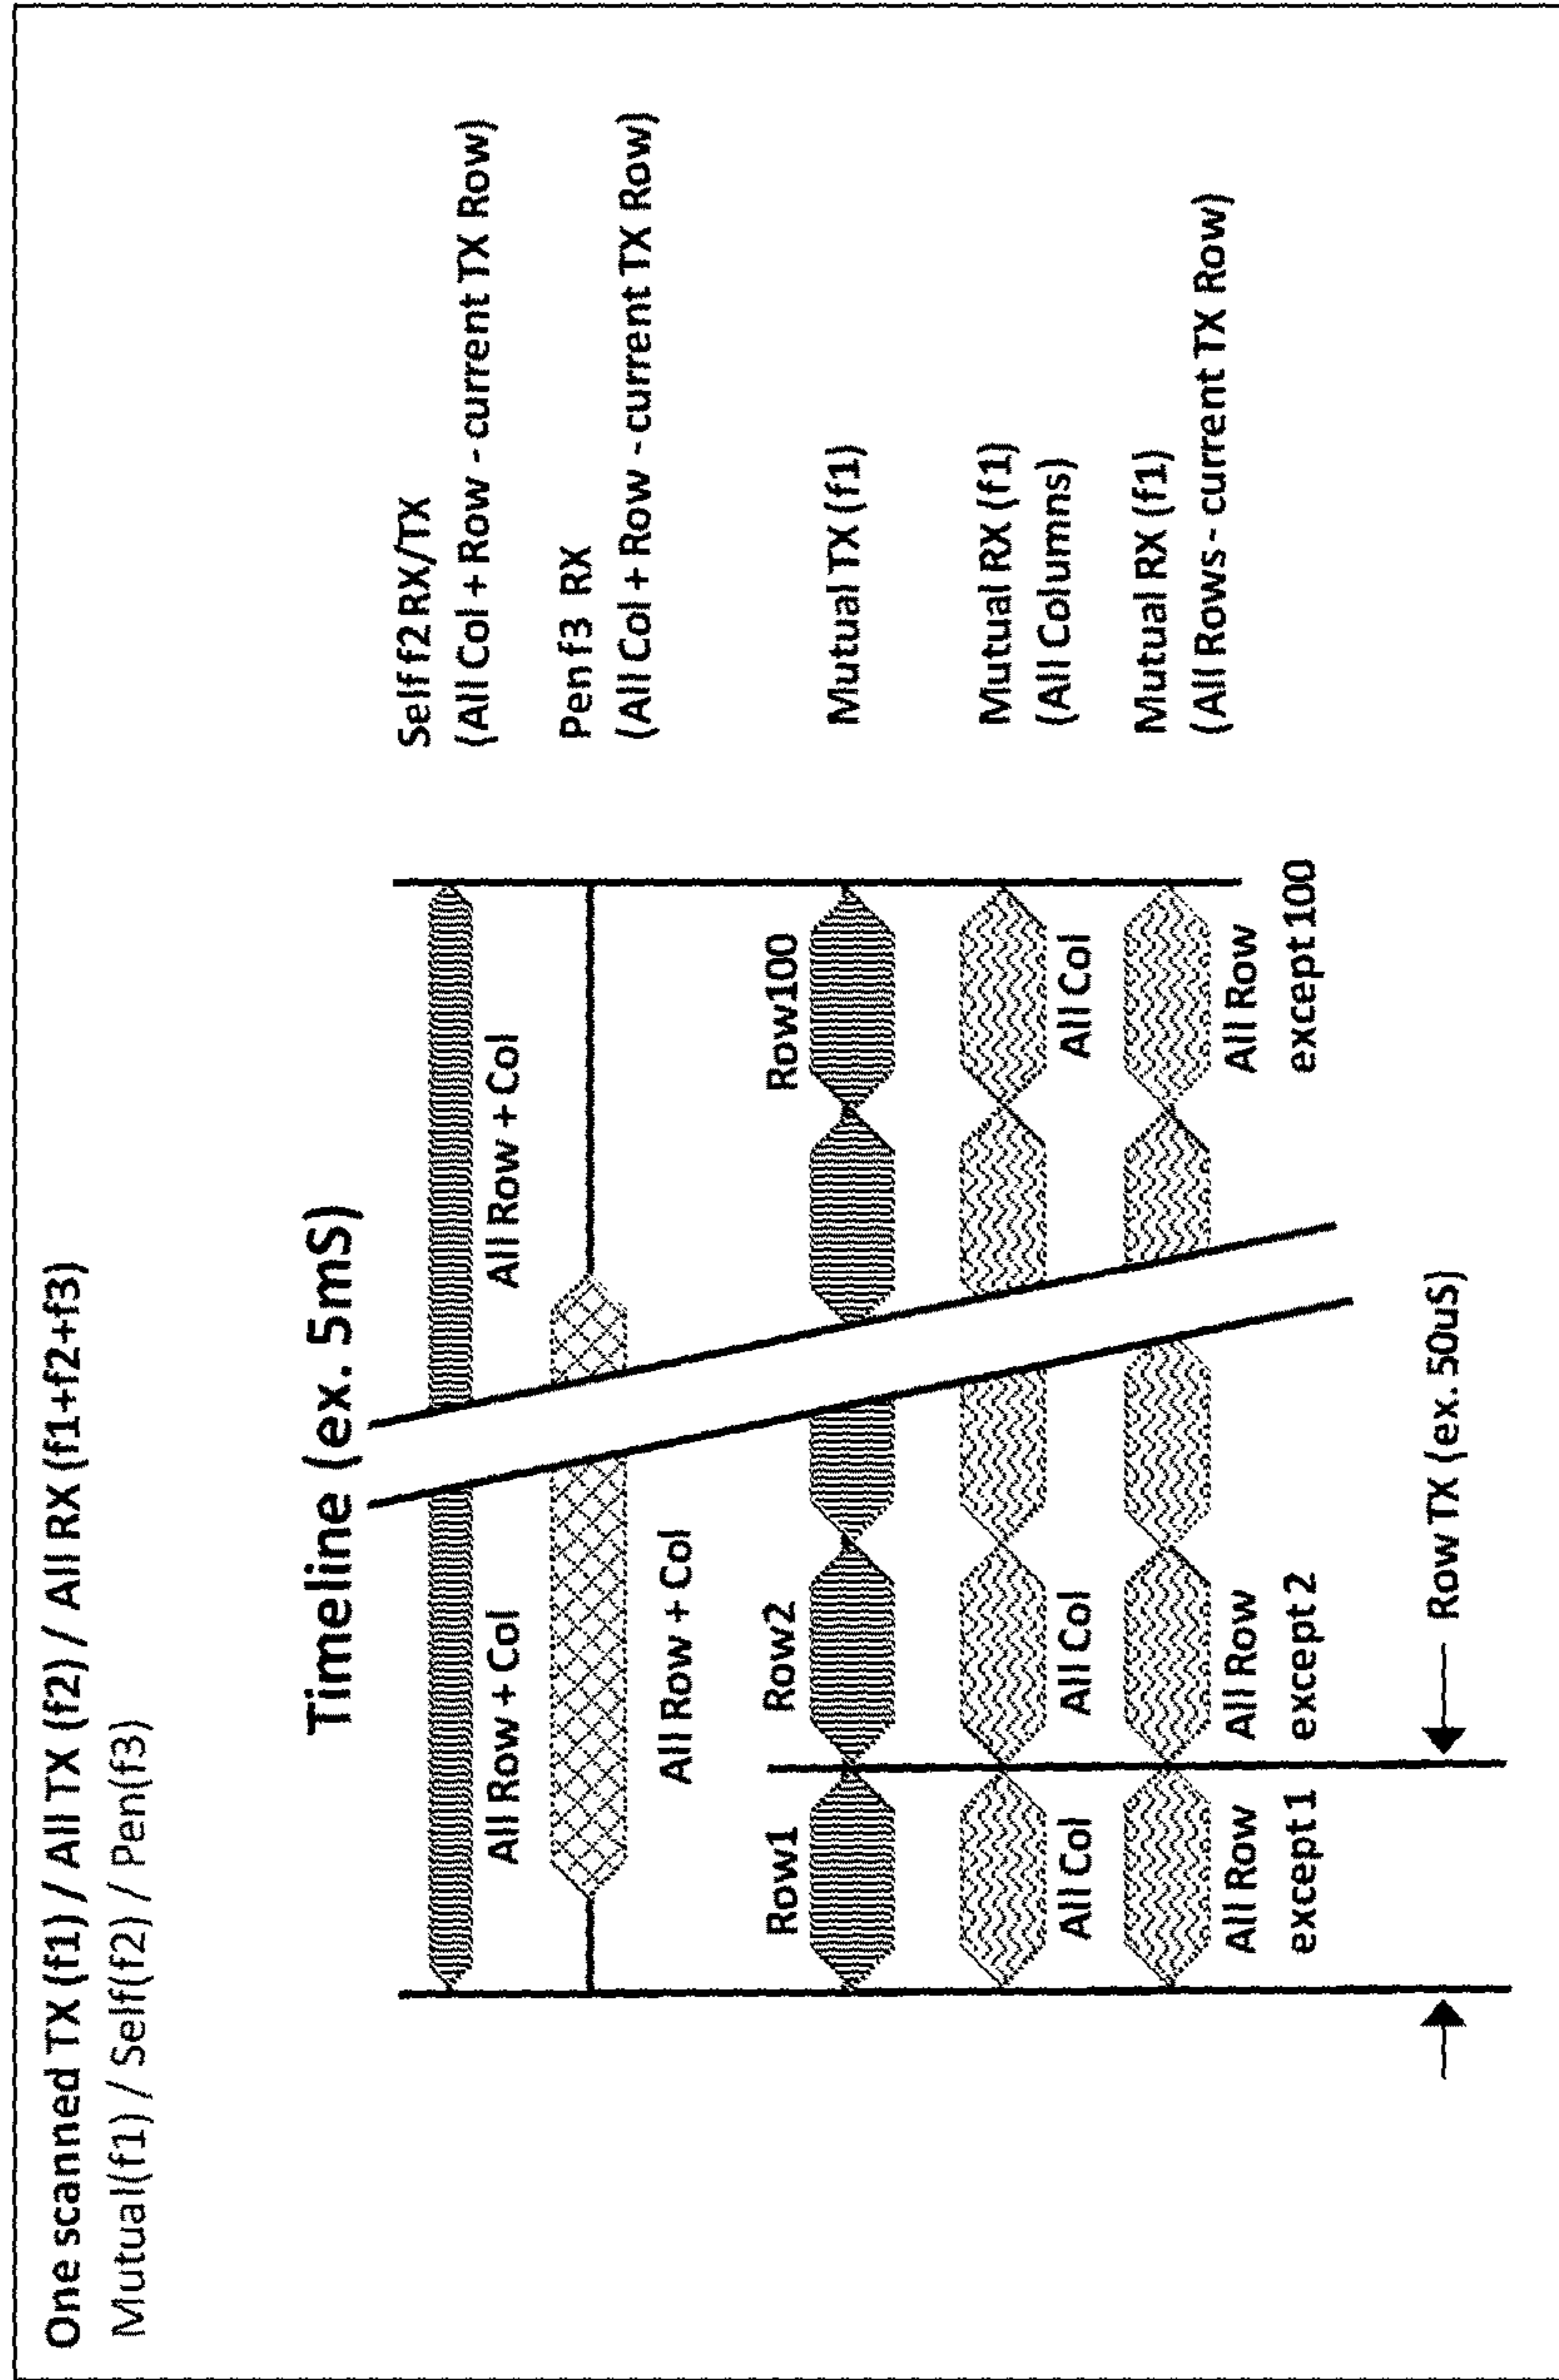 One scanned TX (f1) / All TX (f2) / All RX (f1+f2+f3)
Mutual(f1) / Self(f2) / Pen(f3)
Timeline (ex. 5mS)
Self f2 RX/TX
(All Col + Row - current TX Row)
All Row + Col
All Row + Col
Pen f3 RX
(All Col + Row - current TX Row)
All Row + Col
Row1
Row2
Row100
Mutual TX (f1)
Mutual RX (f1)
(All Columns)
All Col
All Col
All Col
Mutual RX (f1)
(All Rows - current TX Row)
All Row
except 1
All Row
except 2
All Row
except 100
Row TX (ex. 50uS)